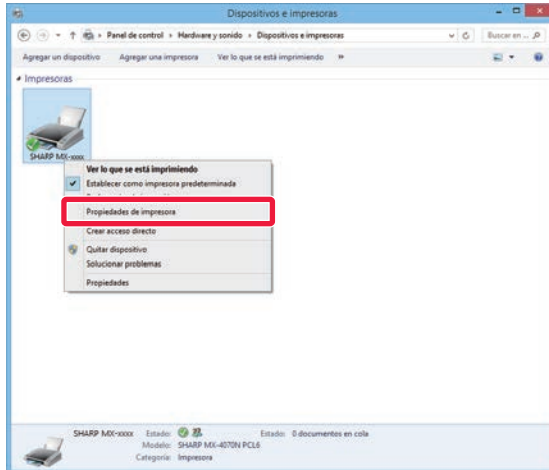 Dispositivos e impresoras
Panel de control Hardware y sonido Dispositivos e impresoras
Buscar en ...
Agregar un dispositivo Agregar una impresora Ver lo que se está imprimiendo »
Impresoras
SHARP MX-xxxx
Ver lo que se está imprimiendo
Establecer como impresora predeterminada
Propiedades de impresora
Crear acceso directo
Quitar dispositivo
Solucionar problemas
Propiedades
SHARP MX-xxxx Estado: Estado: 0 documentos en cola
Modelo: SHARP MX-4070N PCL6
Categoría: Impresora